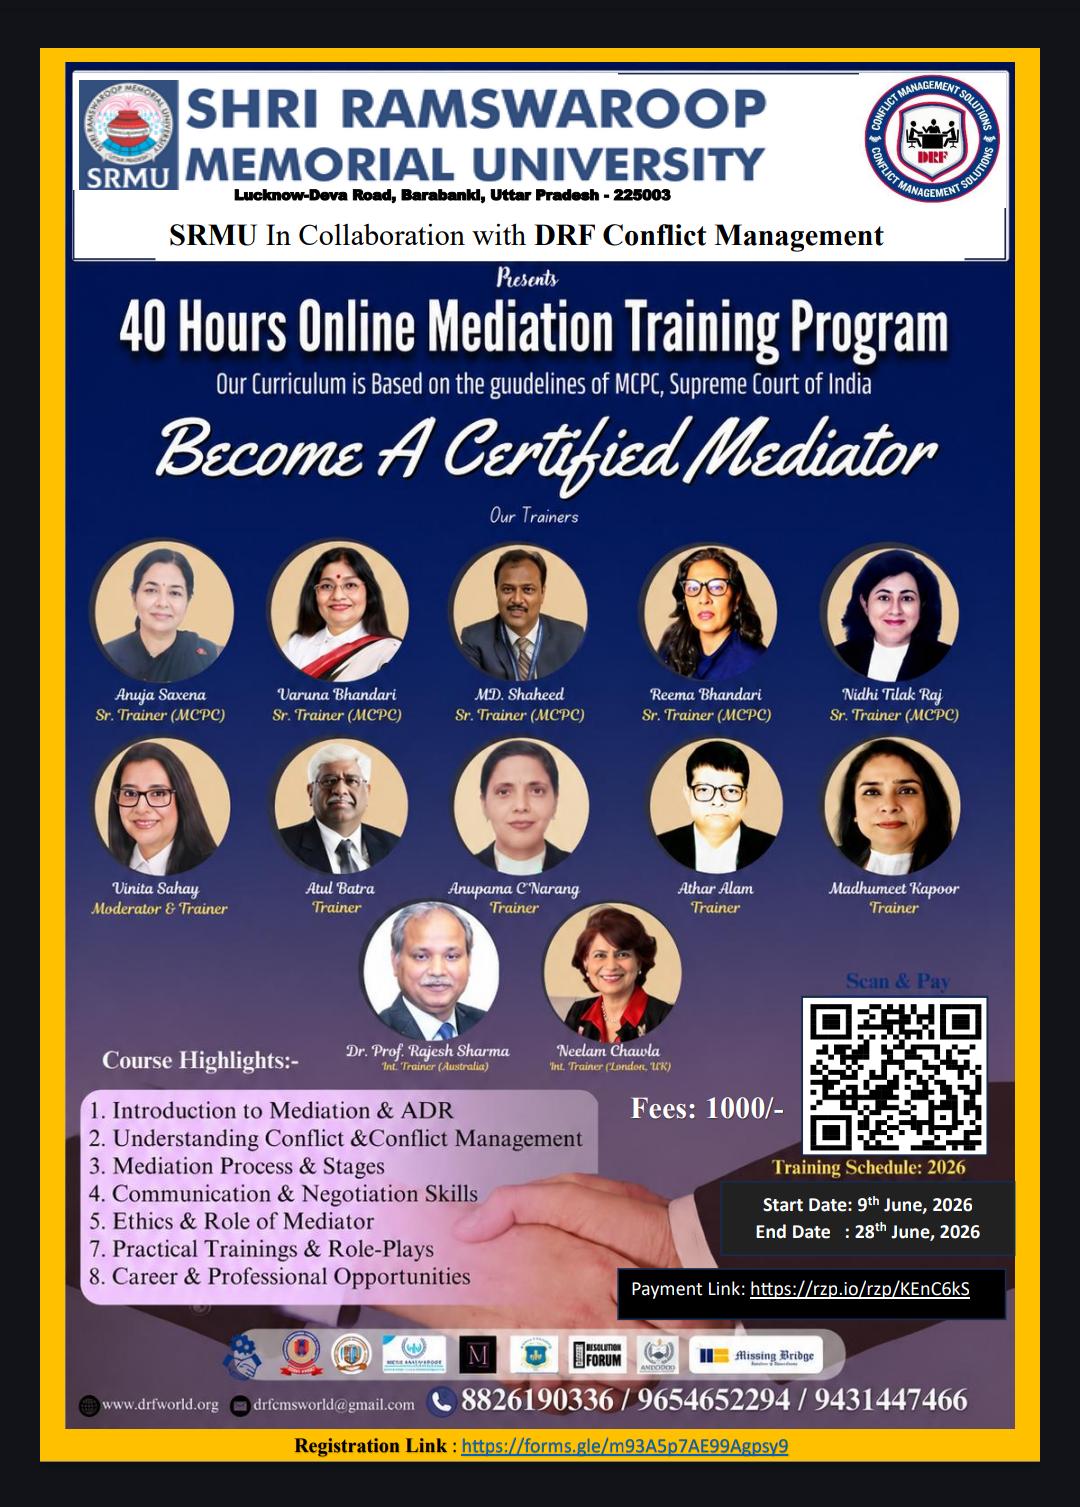 SHRI RAMSWAROOP MEMORIAL UNIVERSITY
UTTAR PRADESH
SRMU
SHRI RAMSWAROOP
MEMORIAL UNIVERSITY
Lucknow-Deva Road, Barabanki, Uttar Pradesh - 225003
CONFLICT MANAGEMENT SOLUTIONS
DRF
CONFLICT MANAGEMENT SOLUTIONS
SRMU In Collaboration with DRF Conflict Management
Presents
40 Hours Online Mediation Training Program
Our Curriculum is Based on the guudelines of MCPC, Supreme Court of India
Become A Certified Mediator
Our Trainers
Anuja Saxena Varuna Bhandari MD. Shaheed Reema Bhandari Nidhi Tilak Raj
Sr. Trainer (MCPC) Sr. Trainer (MCPC) Sr. Trainer (MCPC) Sr. Trainer (MCPC) Sr. Trainer (MCPC)
Vinita Sahay Atul Batra Anupama C'Narang Athar Alam Madhumeet Kapoor
Moderator & Trainer Trainer Trainer Trainer Trainer
Dr. Prof. Rajesh Sharma Neelam Chawla
Int. Trainer (Australia) Int. Trainer (London, UK)
Scan & Pay
Course Highlights:-
1. Introduction to Mediation & ADR
2. Understanding Conflict &Conflict Management
3. Mediation Process & Stages
4. Communication & Negotiation Skills
5. Ethics & Role of Mediator
7. Practical Trainings & Role-Plays
8. Career & Professional Opportunities
Fees: 1000/-
Training Schedule: 2026
Start Date: 9th June, 2026
End Date : 28th June, 2026
Payment Link: https://rzp.io/rzp/KEnC6kS
M
RESOLUTION
FORUM
Missing Bridge
www.drfworld.org drfcmsworld@gmail.com 8826190336 / 9654652294 / 9431447466
Registration Link : https://forms.gle/m93A5p7AE99Agpsy9